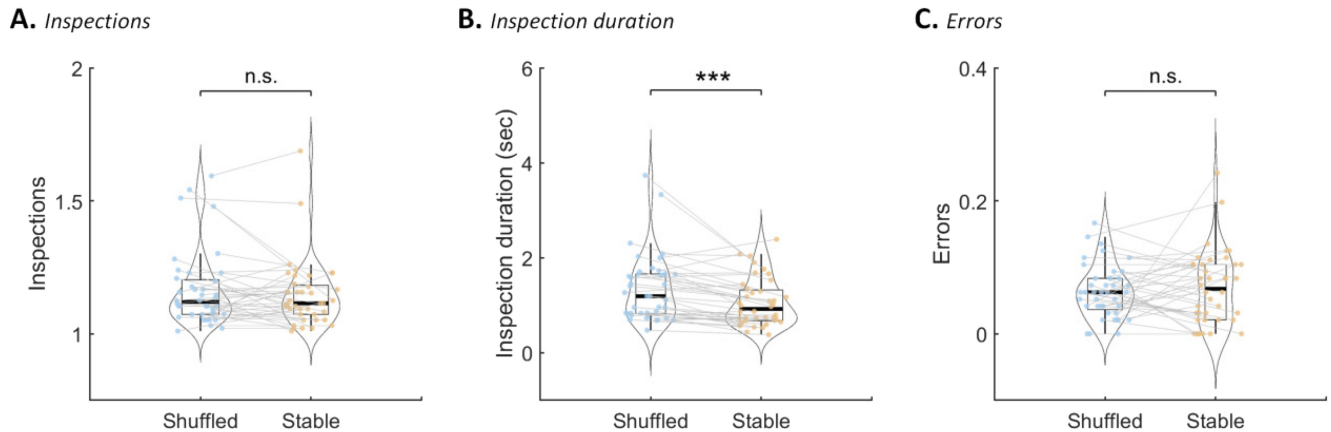 A. Inspections
Inspections
2
1.5
1
n.s.
Shuffled
Stable
B. Inspection duration
Inspection duration (sec)
6
4
2
0
***
Shuffled
Stable
C. Errors
Errors
0.4
0.2
0
n.s.
Shuffled
Stable